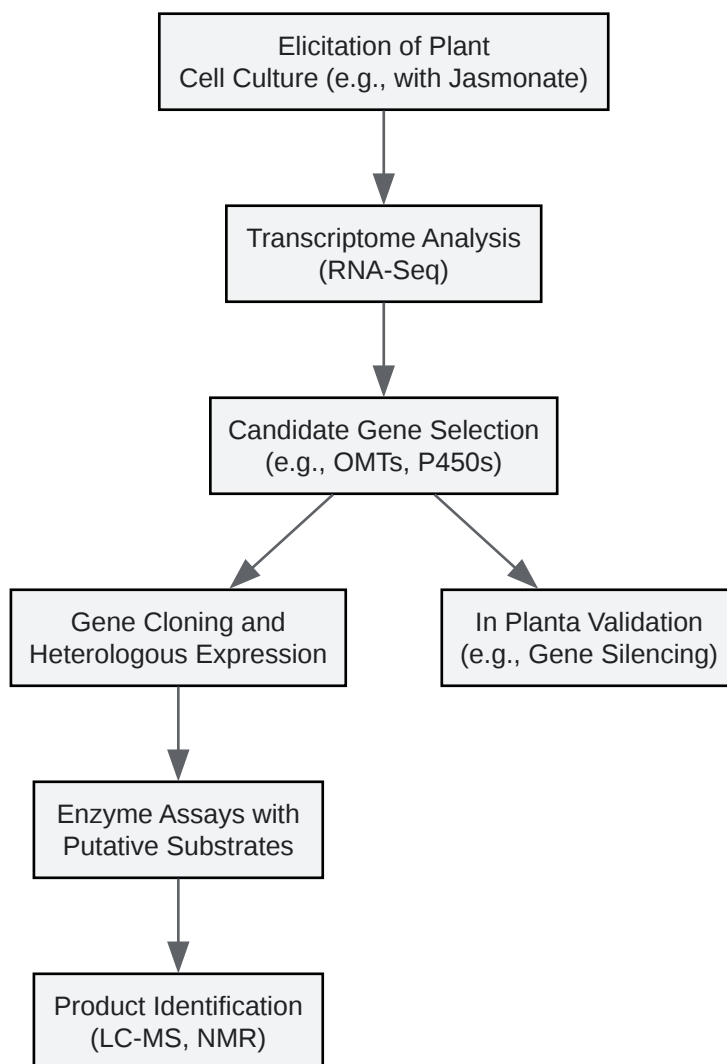 Elicitation of Plant
Cell Culture (e.g., with Jasmonate)
Transcriptome Analysis
(RNA-Seq)
Candidate Gene Selection
(e.g., OMTs, P450s)
Gene Cloning and
Heterologous Expression
In Planta Validation
(e.g., Gene Silencing)
Enzyme Assays with
Putative Substrates
Product Identification
(LC-MS, NMR)